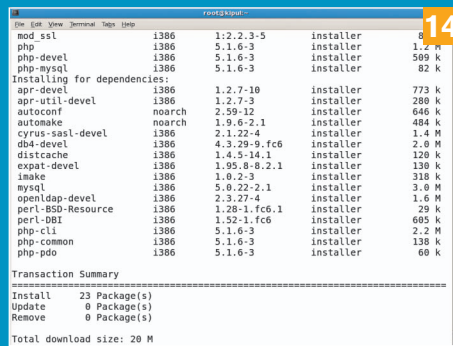 root@kipul:~
File Edit View Terminal Tabs Help
14
mod_ssl i386 1:2.2.3-5 installer 8
php i386 5.1.6-3 installer 1.2 M
php-devel i386 5.1.6-3 installer 509 k
php-mysql i386 5.1.6-3 installer 82 k
Installing for dependencies:
apr-devel i386 1.2.7-10 installer 773 k
apr-util-devel i386 1.2.7-3 installer 280 k
autoconf noarch 2.59-12 installer 646 k
automake noarch 1.9.6-2.1 installer 484 k
cyrus-sasl-devel i386 2.1.22-4 installer 1.4 M
db4-devel i386 4.3.29-9.fc6 installer 2.0 M
distcache i386 1.4.5-14.1 installer 120 k
expat-devel i386 1.95.8-8.2.1 installer 130 k
imake i386 1.0.2-3 installer 318 k
mysql i386 5.0.22-2.1 installer 3.0 M
openldap-devel i386 2.3.27-4 installer 1.6 M
perl-BSD-Resource i386 1.28-1.fc6.1 installer 29 k
perl-DBI i386 1.52-1.fc6 installer 605 k
php-cli i386 5.1.6-3 installer 2.2 M
php-common i386 5.1.6-3 installer 138 k
php-pdo i386 5.1.6-3 installer 60 k
Transaction Summary
================================================================
Install 23 Package(s)
Update 0 Package(s)
Remove 0 Package(s)
Total download size: 20 M